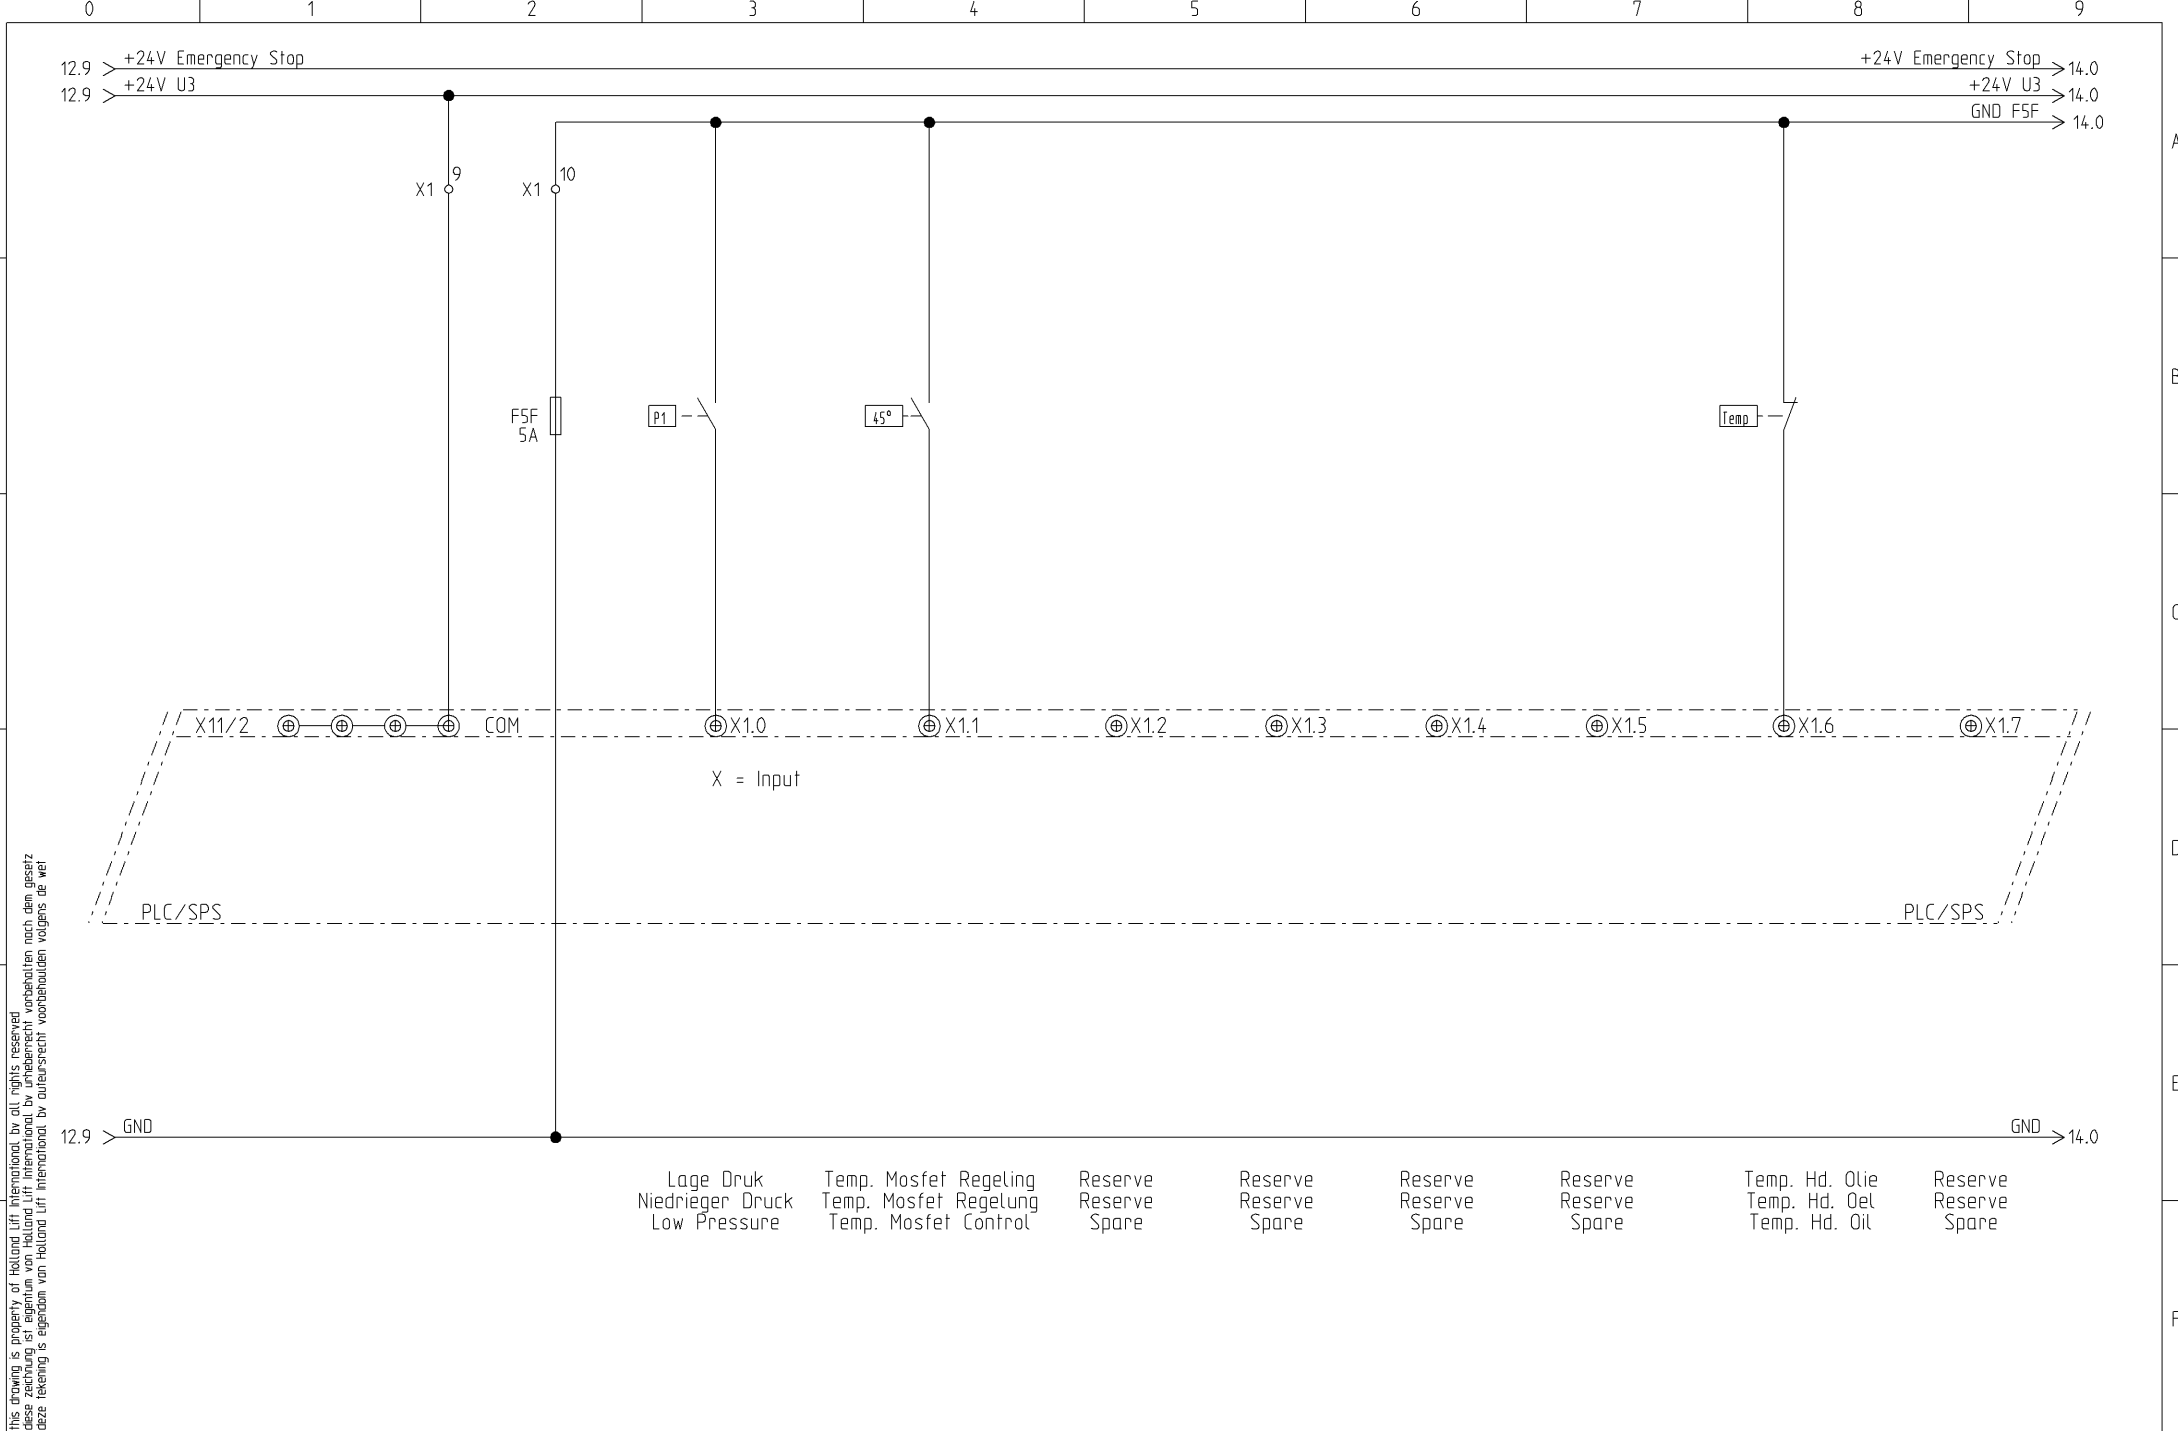 0 1 2 3 4 5 6 7 8 9
12.9 +24V Emergency Stop +24V Emergency Stop 14.0
12.9 +24V U3 +24V U3 14.0
GND F5F 14.0
A
X1 9 X1 10
B
F5F P1 45° Temp
5A
C
X11/2 COM X1.0 X1.1 X1.2 X1.3 X1.4 X1.5 X1.6 X1.7
X = Input
D
PLC/SPS PLC/SPS
E
12.9 GND GND 14.0
Lage Druk Temp. Mosfet Regeling Reserve Reserve Reserve Reserve Temp. Hd. Olie Reserve
Niedrieger Druck Temp. Mosfet Regelung Reserve Reserve Reserve Reserve Temp. Hd. Oel Reserve
Low Pressure Temp. Mosfet Control Spare Spare Spare Spare Temp. Hd. Oil Spare
F
this drawing is property of Holland Lift International bv all rights reserved
diese zeichnung ist eigentum von Holland Lift International bv urheberrecht vorbehalten nach dem gesetz
deze tekening is eigendom van Holland Lift International bv auteursrecht voorbehoulden volgens de wet